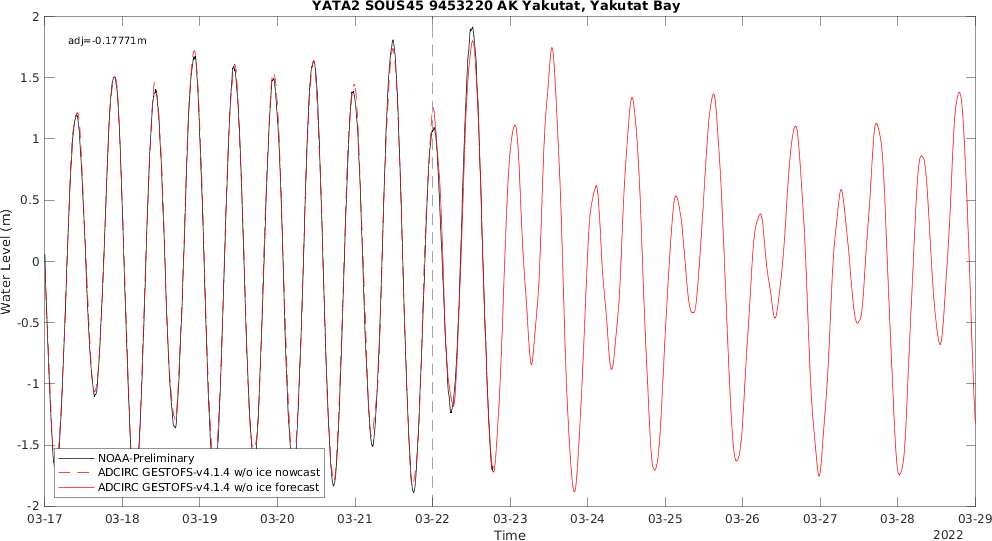 YATA2 SOUS45 9453220 AK Yakutat, Yakutat Bay
adj=-0.17771m
2
1.5
1
0.5
0
-0.5
-1
-1.5
-2
Water Level (m)
NOAA-Preliminary
ADCIRC GESTOFS-v4.1.4 w/o ice nowcast
ADCIRC GESTOFS-v4.1.4 w/o ice forecast
03-17 03-18 03-19 03-20 03-21 03-22 03-23 03-24 03-25 03-26 03-27 03-28 03-29
Time
2022